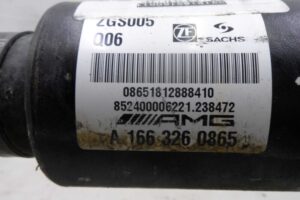 ZGS005
Q06
ZF SACHS
08651812888410
852400006221.238472
AMG
A 166 326 0865